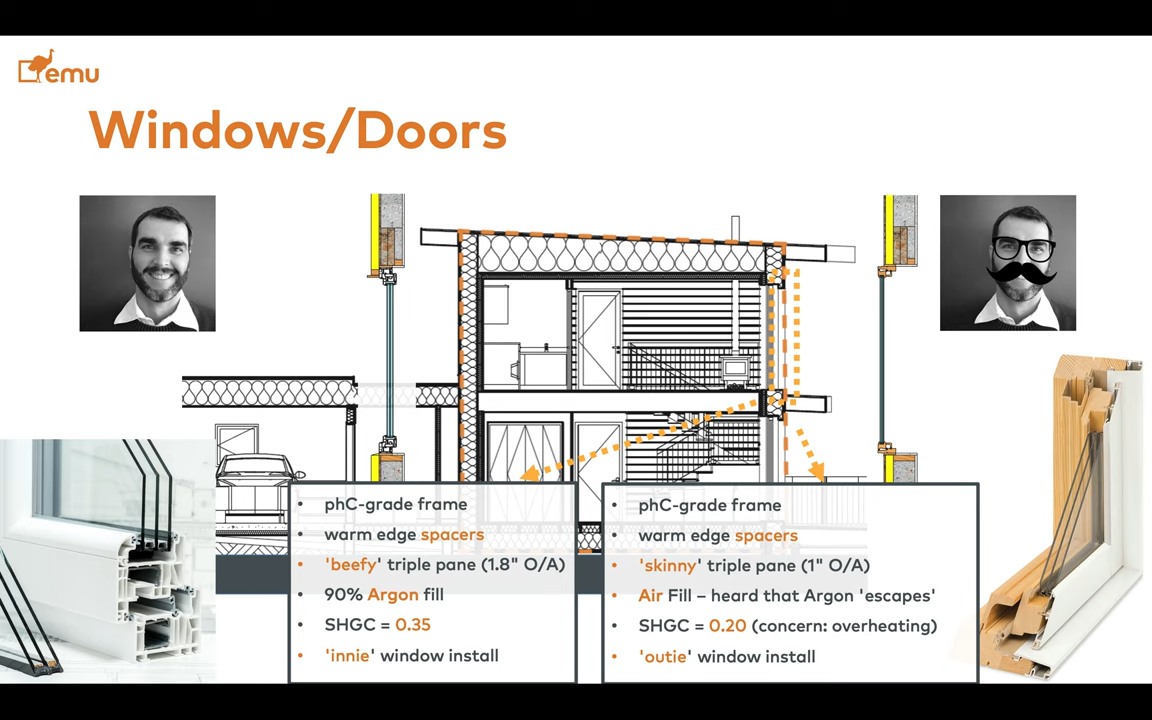 emu
Windows/Doors
• phC-grade frame
• warm edge spacers
• 'beefy' triple pane (1.8" O/A)
• 90% Argon fill
• SHGC = 0.35
• 'innie' window install
• phC-grade frame
• warm edge spacers
• 'skinny' triple pane (1" O/A)
• Air Fill – heard that Argon 'escapes'
• SHGC = 0.20 (concern: overheating)
• 'outie' window install